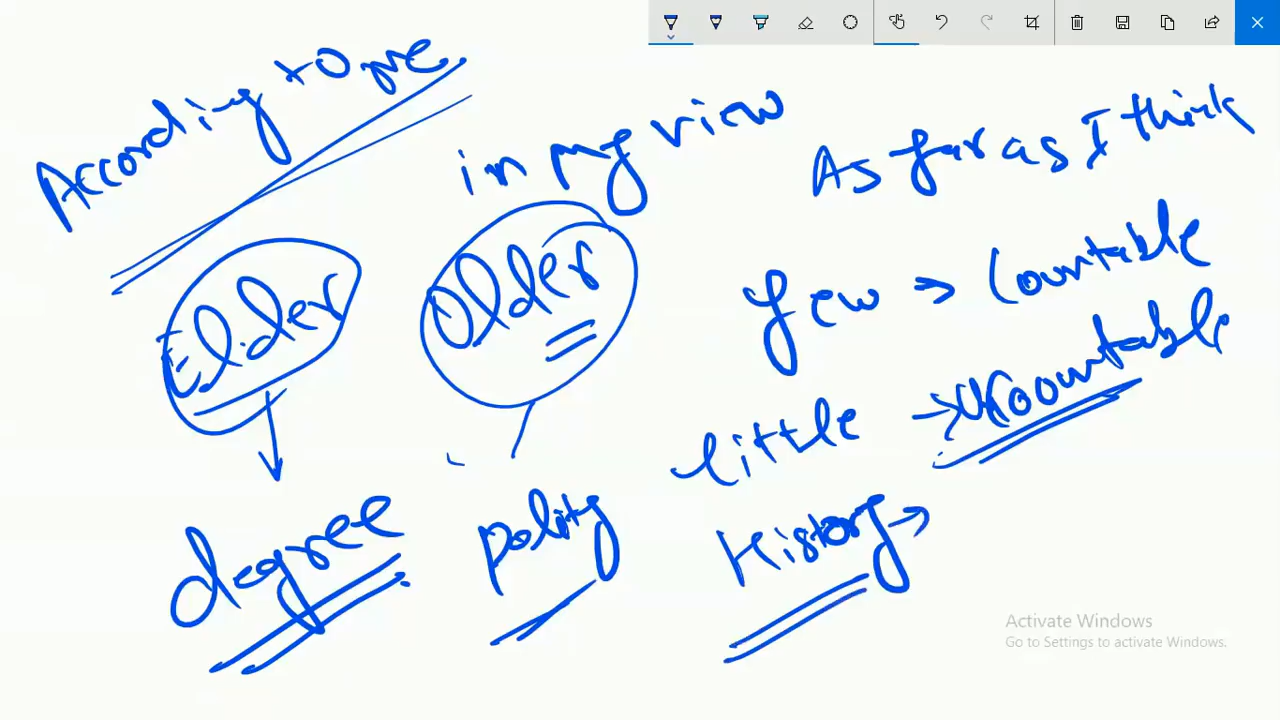 According to me
in my view
As far as I think
Elder
Older
few → Countable
little → Uncountable
degree
polity
History →
Activate Windows
Go to Settings to activate Windows.